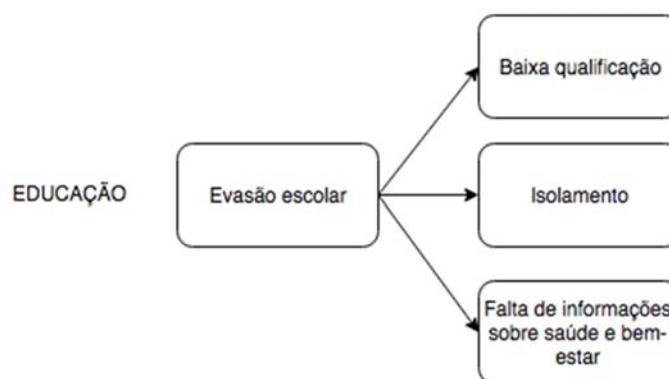 EDUCAÇÃO
Evasão escolar
Baixa qualificação
Isolamento
Falta de informações
sobre saúde e bem-
estar